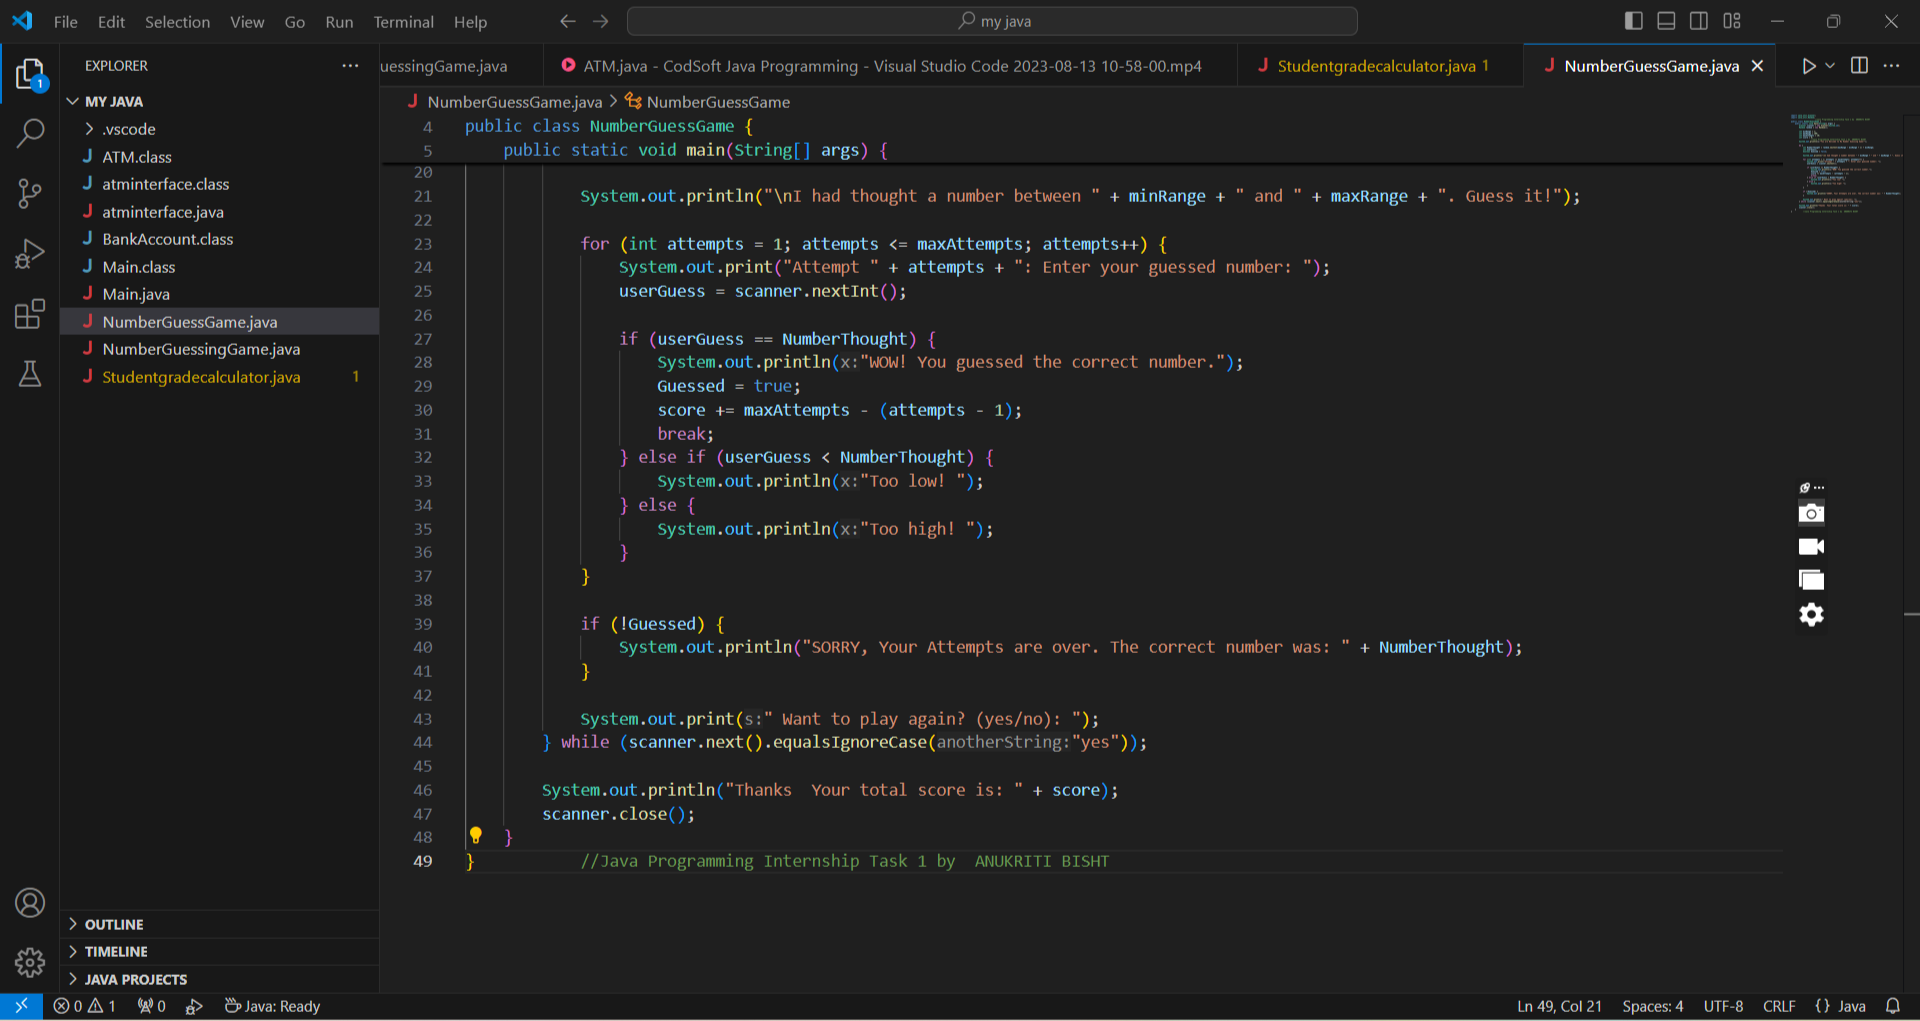 File Edit Selection View Go Run Terminal Help
my java
EXPLORER
uessingGame.java
ATM.java - CodSoft Java Programming - Visual Studio Code 2023-08-13 10-58-00.mp4
Studentgradecalculator.java 1
NumberGuessGame.java
MY JAVA
.vscode
ATM.class
atminterface.class
atminterface.java
BankAccount.class
Main.class
Main.java
NumberGuessGame.java
NumberGuessingGame.java
Studentgradecalculator.java 1
OUTLINE
TIMELINE
JAVA PROJECTS
NumberGuessGame.java > NumberGuessGame
4 public class NumberGuessGame {
5 public static void main(String[] args) {
20
21 System.out.println("\nI had thought a number between " + minRange + " and " + maxRange + ". Guess it!");
22
23 for (int attempts = 1; attempts <= maxAttempts; attempts++) {
24 System.out.print("Attempt " + attempts + ": Enter your guessed number: ");
25 userGuess = scanner.nextInt();
26
27 if (userGuess == NumberThought) {
28 System.out.println(x:"WOW! You guessed the correct number.");
29 Guessed = true;
30 score += maxAttempts - (attempts - 1);
31 break;
32 } else if (userGuess < NumberThought) {
33 System.out.println(x:"Too low! ");
34 } else {
35 System.out.println(x:"Too high! ");
36 }
37 }
38
39 if (!Guessed) {
40 System.out.println("SORRY, Your Attempts are over. The correct number was: " + NumberThought);
41 }
42
43 System.out.print(s:" Want to play again? (yes/no): ");
44 } while (scanner.next().equalsIgnoreCase(anotherString:"yes"));
45
46 System.out.println("Thanks  Your total score is: " + score);
47 scanner.close();
48 }
49 } //Java Programming Internship Task 1 by  ANUKRITI BISHT
0 1 0 Java: Ready
Ln 49, Col 21 Spaces: 4 UTF-8 CRLF {} Java
1